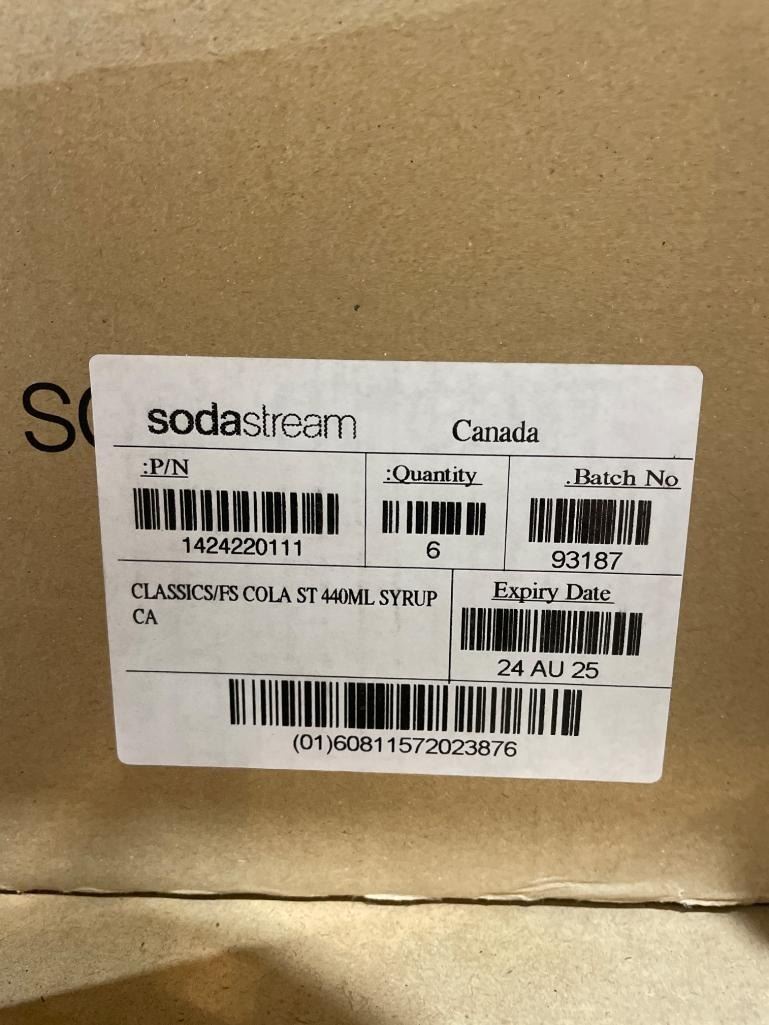 SO
sodastream
Canada
:P/N
1424220111
:Quantity
6
.Batch No
93187
CLASSICS/FS COLA ST 440ML SYRUP
CA
Expiry Date
24 AU 25
(01)60811572023876